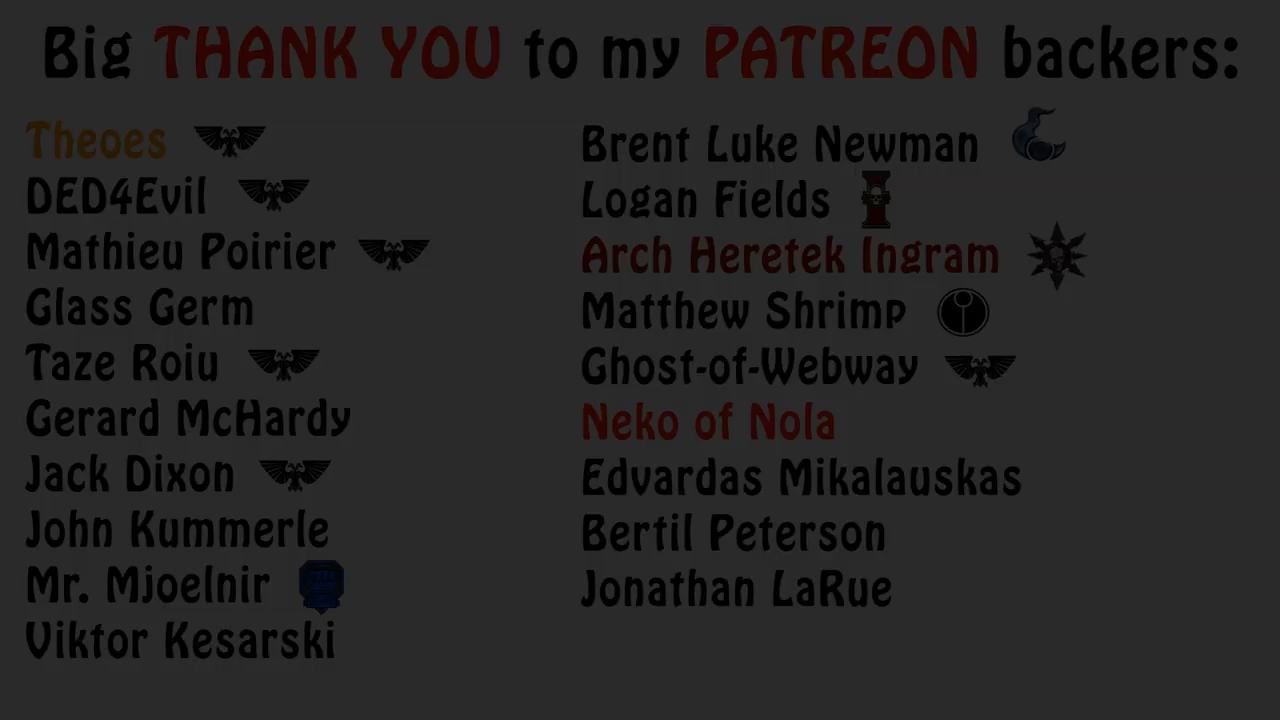 Big THANK YOU to my PATREON backers:
Theoes
DED4Evil
Mathieu Poirier
Glass Germ
Taze Roiu
Gerard McHardy
Jack Dixon
John Kummerle
Mr. Mjoelnir
Viktor Kesarski
Brent Luke Newman
Logan Fields
Arch Heretek Ingram
Matthew Shrimp
Ghost-of-Webway
Neko of Nola
Edvardas Mikalauskas
Bertil Peterson
Jonathan LaRue